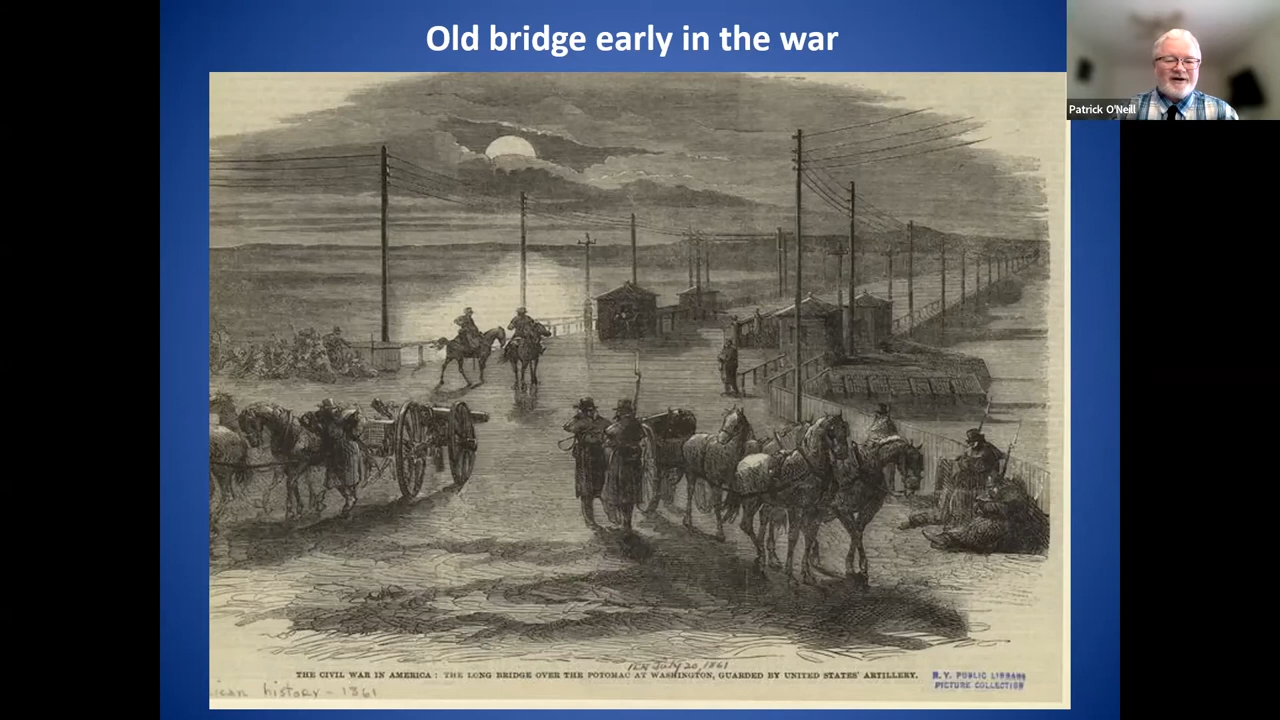 Old bridge early in the war
Patrick O'Neill
ILN July 20, 1861
THE CIVIL WAR IN AMERICA : THE LONG BRIDGE OVER THE POTOMAC AT WASHINGTON, GUARDED BY UNITED STATES' ARTILLERY.
N. Y. PUBLIC LIBRARY
PICTURE COLLECTION
ican history - 1861